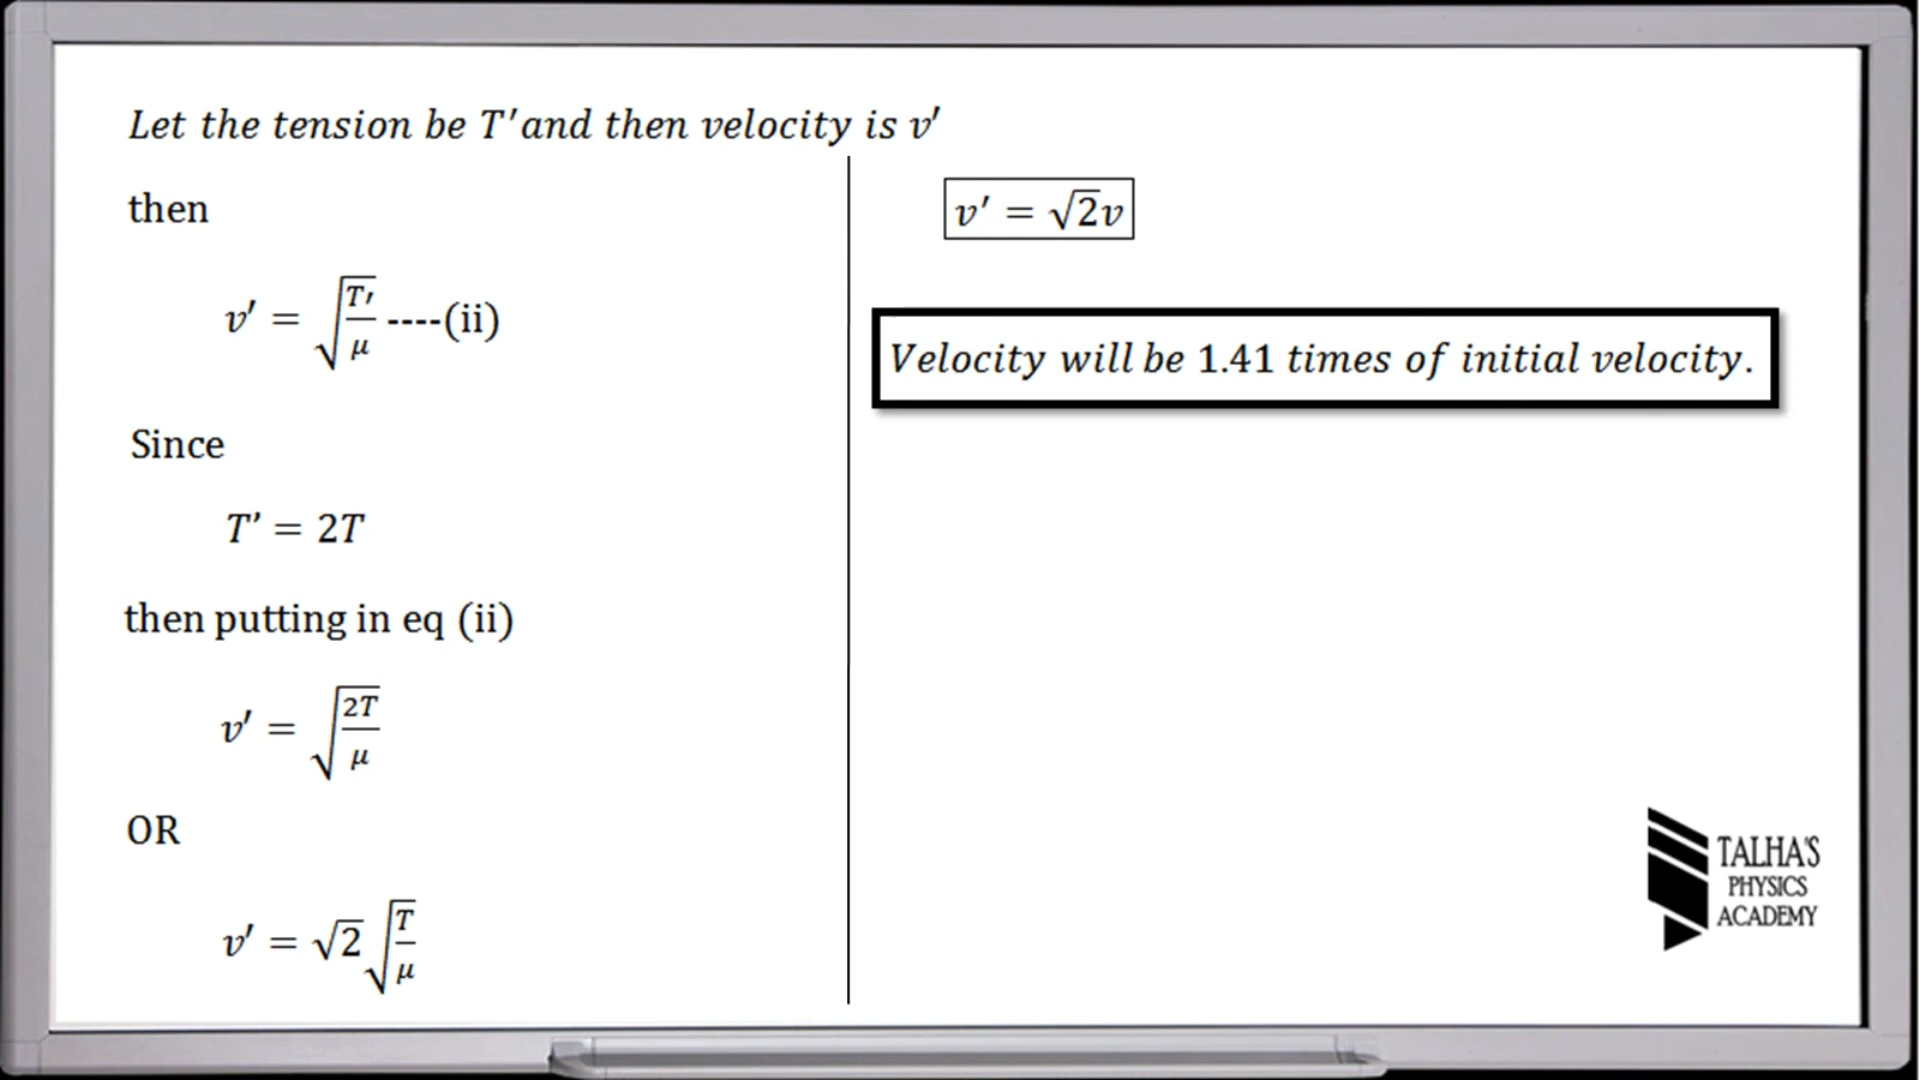 Let the tension be T′and then velocity is v′
then
v′ = √(T′/μ) ----(ii)
Since
T’ = 2T
then putting in eq (ii)
v′ = √(2T/μ)
OR
v′ = √2 √(T/μ)
v′ = √2v
Velocity will be 1.41 times of initial velocity.
TALHA'S
PHYSICS
ACADEMY